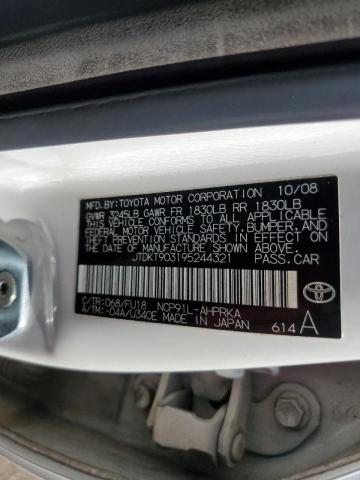 MFD.BY:TOYOTA MOTOR CORPORATION 10/08
GVWR 3245LB GAWR FR 1830LB RR 1830LB
THIS VEHICLE CONFORMS TO ALL APPLICABLE
FEDERAL MOTOR VEHICLE SAFETY, BUMPER, AND
THEFT PREVENTION STANDARDS IN EFFECT ON
THE DATE OF MANUFACTURE SHOWN ABOVE.
JTDKT903195244321 PASS.CAR
C/TR:068/FU18 NCP91L-AHPRKA
A/TM:-04A/U340E MADE IN JAPAN 614 A
TOYOTA